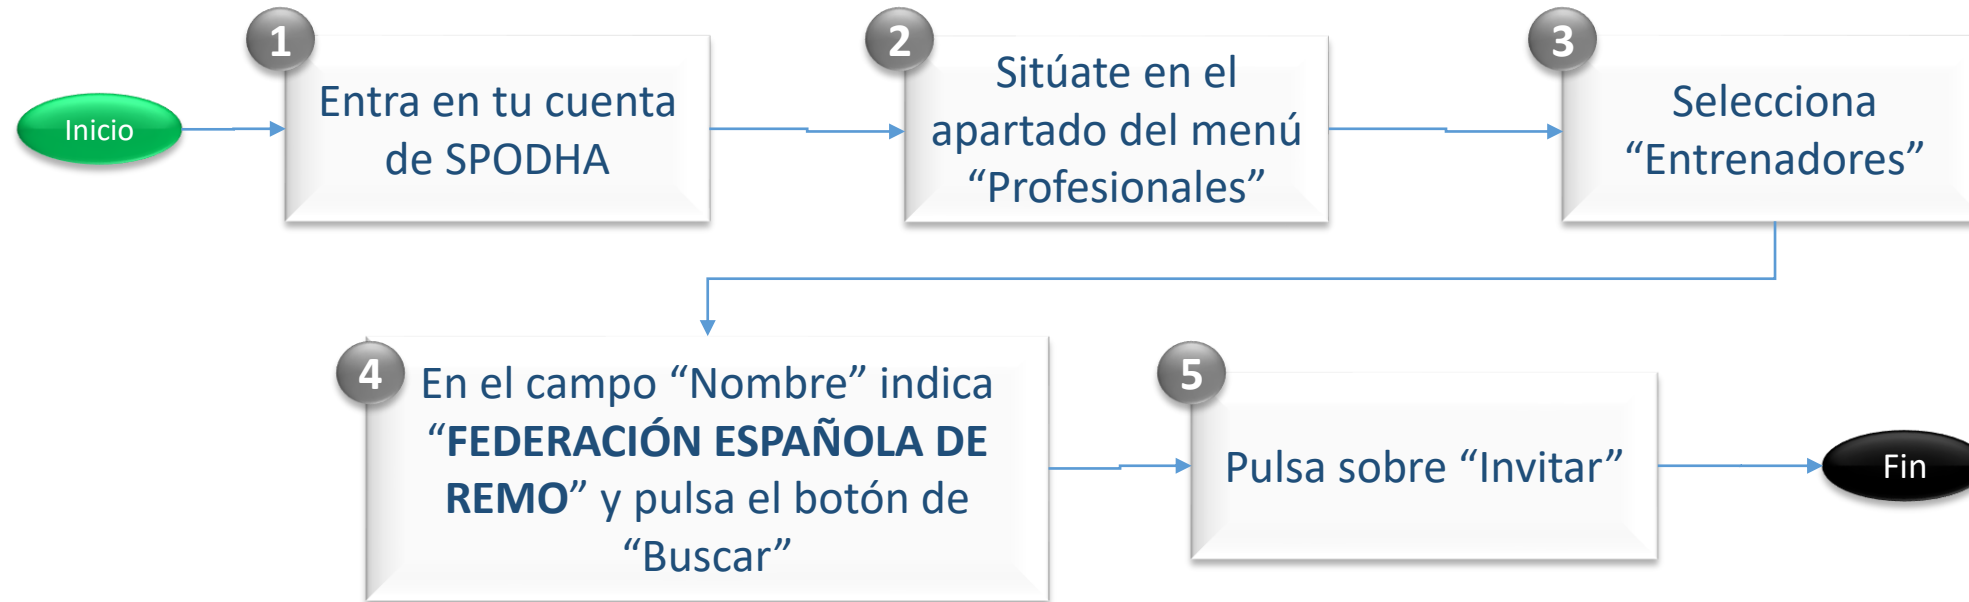 Inicio
1
Entra en tu cuenta
de SPODHA
2
Sitúate en el
apartado del menú
“Profesionales”
3
Selecciona
“Entrenadores”
4
En el campo “Nombre” indica
“FEDERACIÓN ESPAÑOLA DE
REMO” y pulsa el botón de
“Buscar”
5
Pulsa sobre “Invitar”
Fin